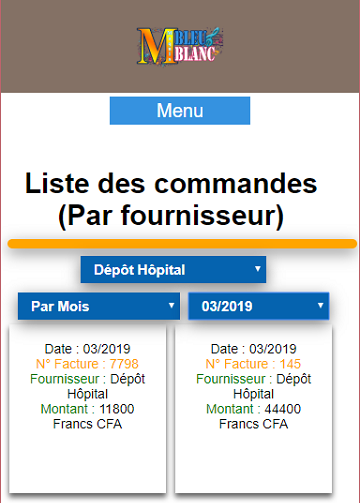 MBLEU
BLANC
Menu
Liste des commandes
(Par fournisseur)
Dépôt Hôpital
Par Mois
03/2019
Date : 03/2019
N° Facture : 7798
Fournisseur : Dépôt
Hôpital
Montant : 11800
Francs CFA
Date : 03/2019
N° Facture : 145
Fournisseur : Dépôt
Hôpital
Montant : 44400
Francs CFA